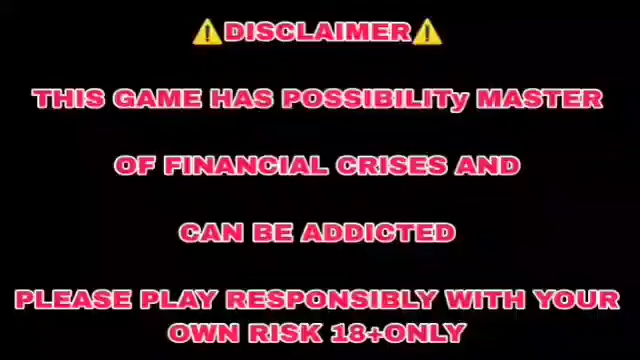 ⚠️DISCLAIMER⚠️
THIS GAME HAS POSSIBILITy MASTER
OF FINANCIAL CRISES AND
CAN BE ADDICTED
PLEASE PLAY RESPONSIBLY WITH YOUR
OWN RISK 18+ONLY